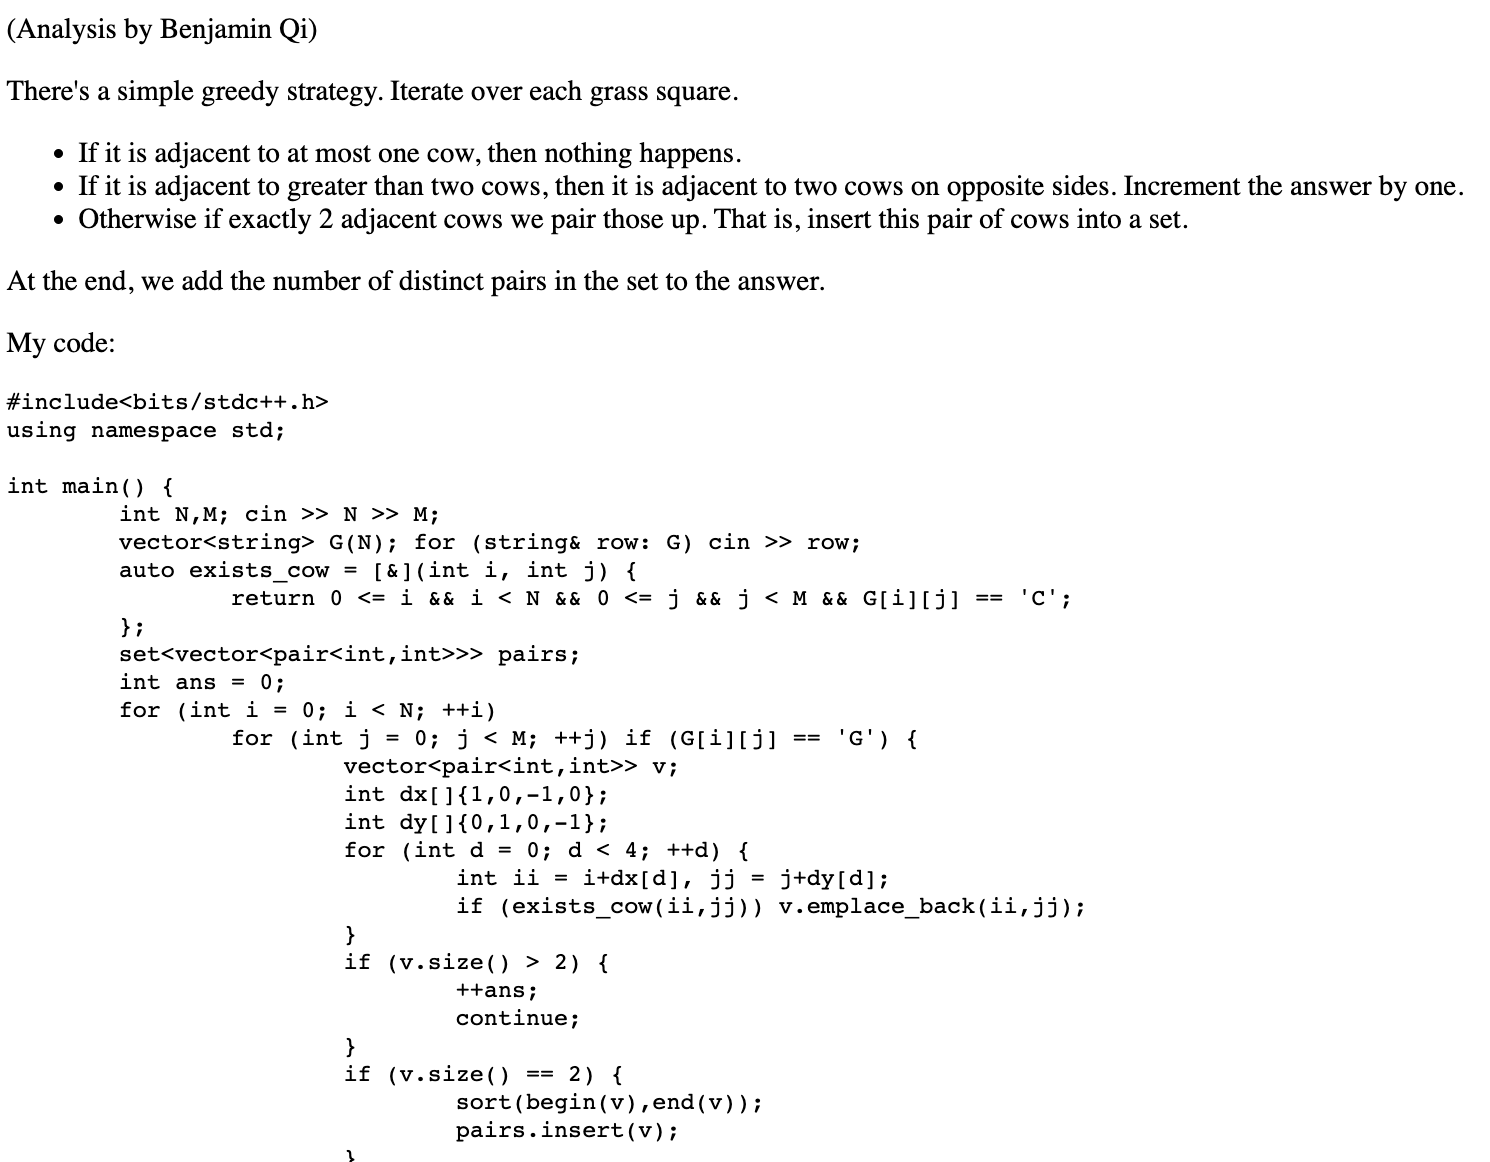 (Analysis by Benjamin Qi)
There's a simple greedy strategy. Iterate over each grass square.
• If it is adjacent to at most one cow, then nothing happens.
• If it is adjacent to greater than two cows, then it is adjacent to two cows on opposite sides. Increment the answer by one.
• Otherwise if exactly 2 adjacent cows we pair those up. That is, insert this pair of cows into a set.
At the end, we add the number of distinct pairs in the set to the answer.
My code:
#include<bits/stdc++.h>
using namespace std;
int main() {
        int N,M; cin >> N >> M;
        vector<string> G(N); for (string& row: G) cin >> row;
        auto exists_cow = [&](int i, int j) {
                return 0 <= i && i < N && 0 <= j && j < M && G[i][j] == 'C';
        };
        set<vector<pair<int,int>>> pairs;
        int ans = 0;
        for (int i = 0; i < N; ++i)
                for (int j = 0; j < M; ++j) if (G[i][j] == 'G') {
                        vector<pair<int,int>> v;
                        int dx[]{1,0,-1,0};
                        int dy[]{0,1,0,-1};
                        for (int d = 0; d < 4; ++d) {
                                int ii = i+dx[d], jj = j+dy[d];
                                if (exists_cow(ii,jj)) v.emplace_back(ii,jj);
                        }
                        if (v.size() > 2) {
                                ++ans;
                                continue;
                        }
                        if (v.size() == 2) {
                                sort(begin(v),end(v));
                                pairs.insert(v);
                        }